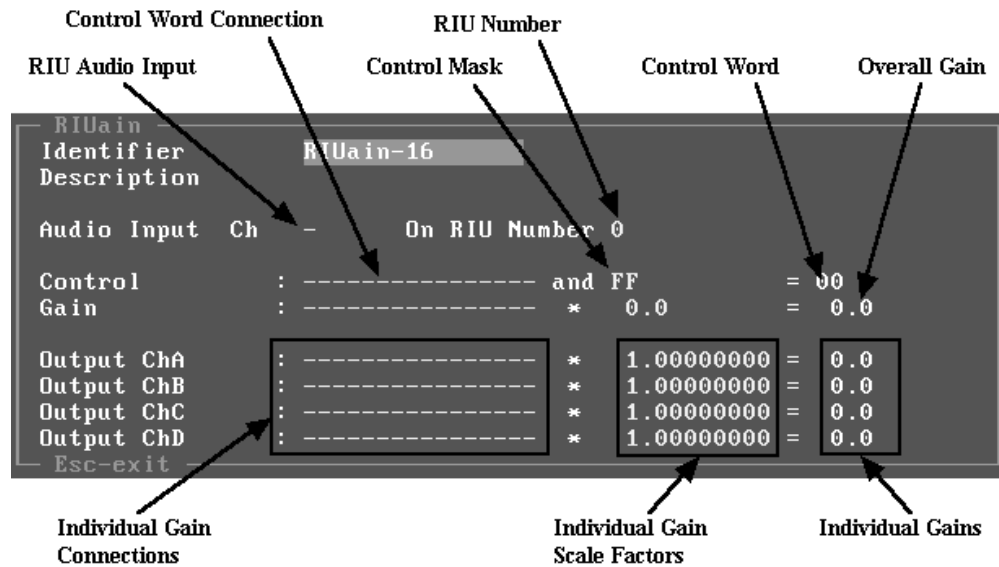 Control Word Connection
RIU Number
RIU Audio Input
Control Mask
Control Word
Overall Gain
RIUain
Identifier RIUain-16
Description
Audio Input Ch - On RIU Number 0
Control : ---------------- and FF = 00
Gain : ---------------- * 0.0 = 0.0
Output ChA : ---------------- * 1.00000000 = 0.0
Output ChB : ---------------- * 1.00000000 = 0.0
Output ChC : ---------------- * 1.00000000 = 0.0
Output ChD : ---------------- * 1.00000000 = 0.0
Esc-exit
Individual Gain
Connections
Individual Gain
Scale Factors
Individual Gains